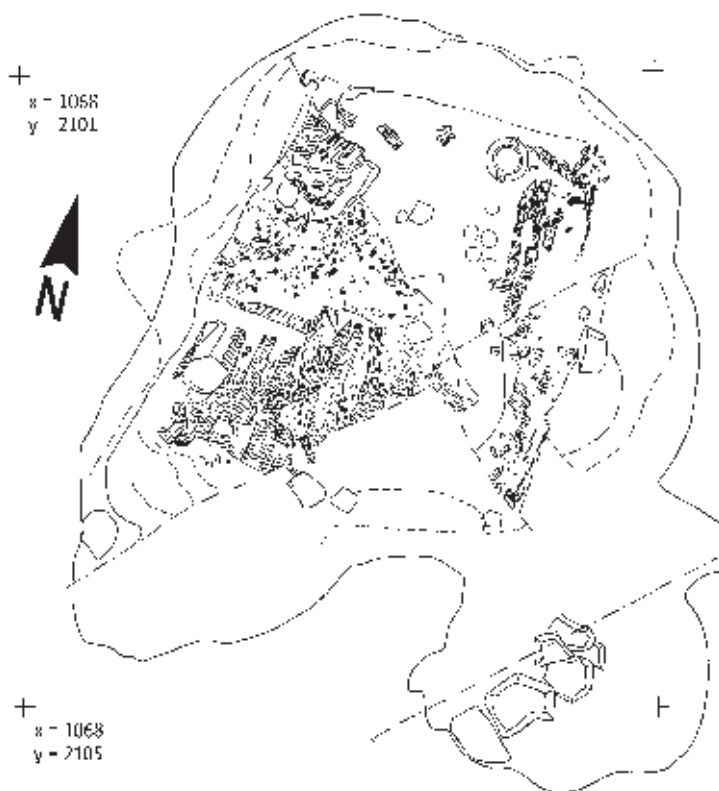 x = 1068
y = 2101
N
x = 1068
y = 2105